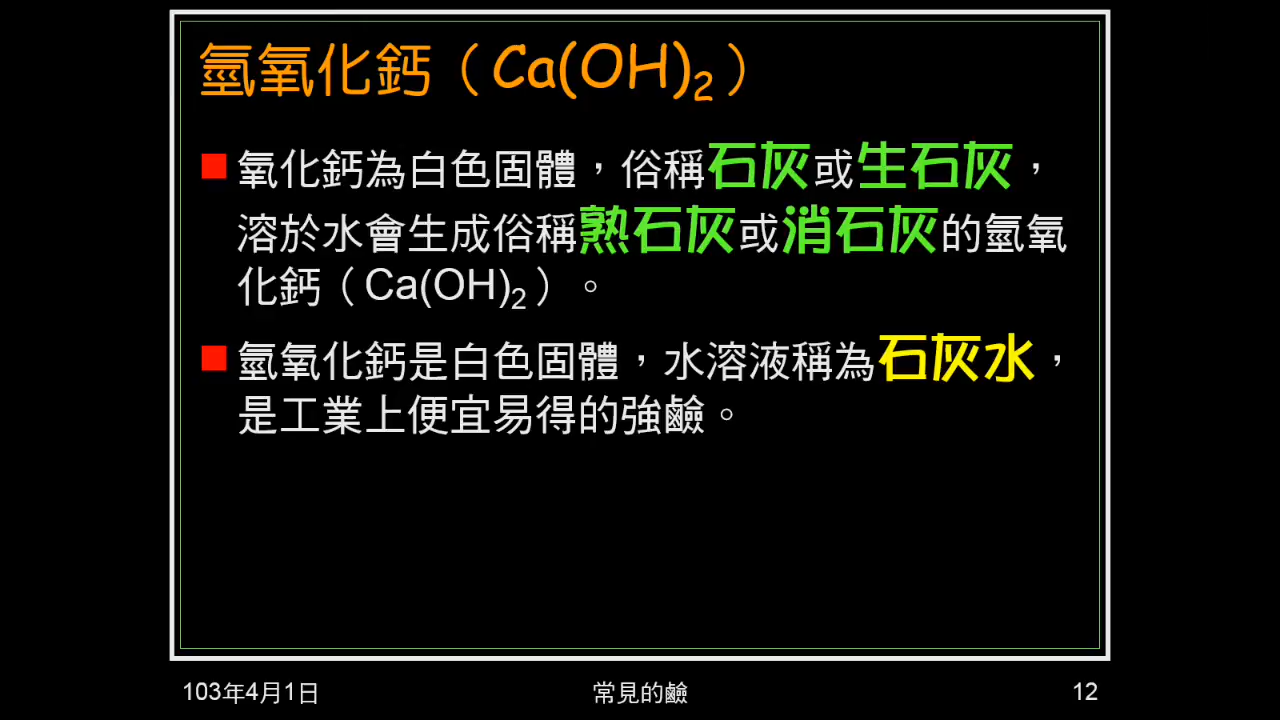 氫氧化鈣（Ca(OH)₂）
氧化鈣為白色固體，俗稱石灰或生石灰，
溶於水會生成俗稱熟石灰或消石灰的氫氧
化鈣（Ca(OH)₂）。
氫氧化鈣是白色固體，水溶液稱為石灰水，
是工業上便宜易得的強鹼。
103年4月1日
常見的鹼
12